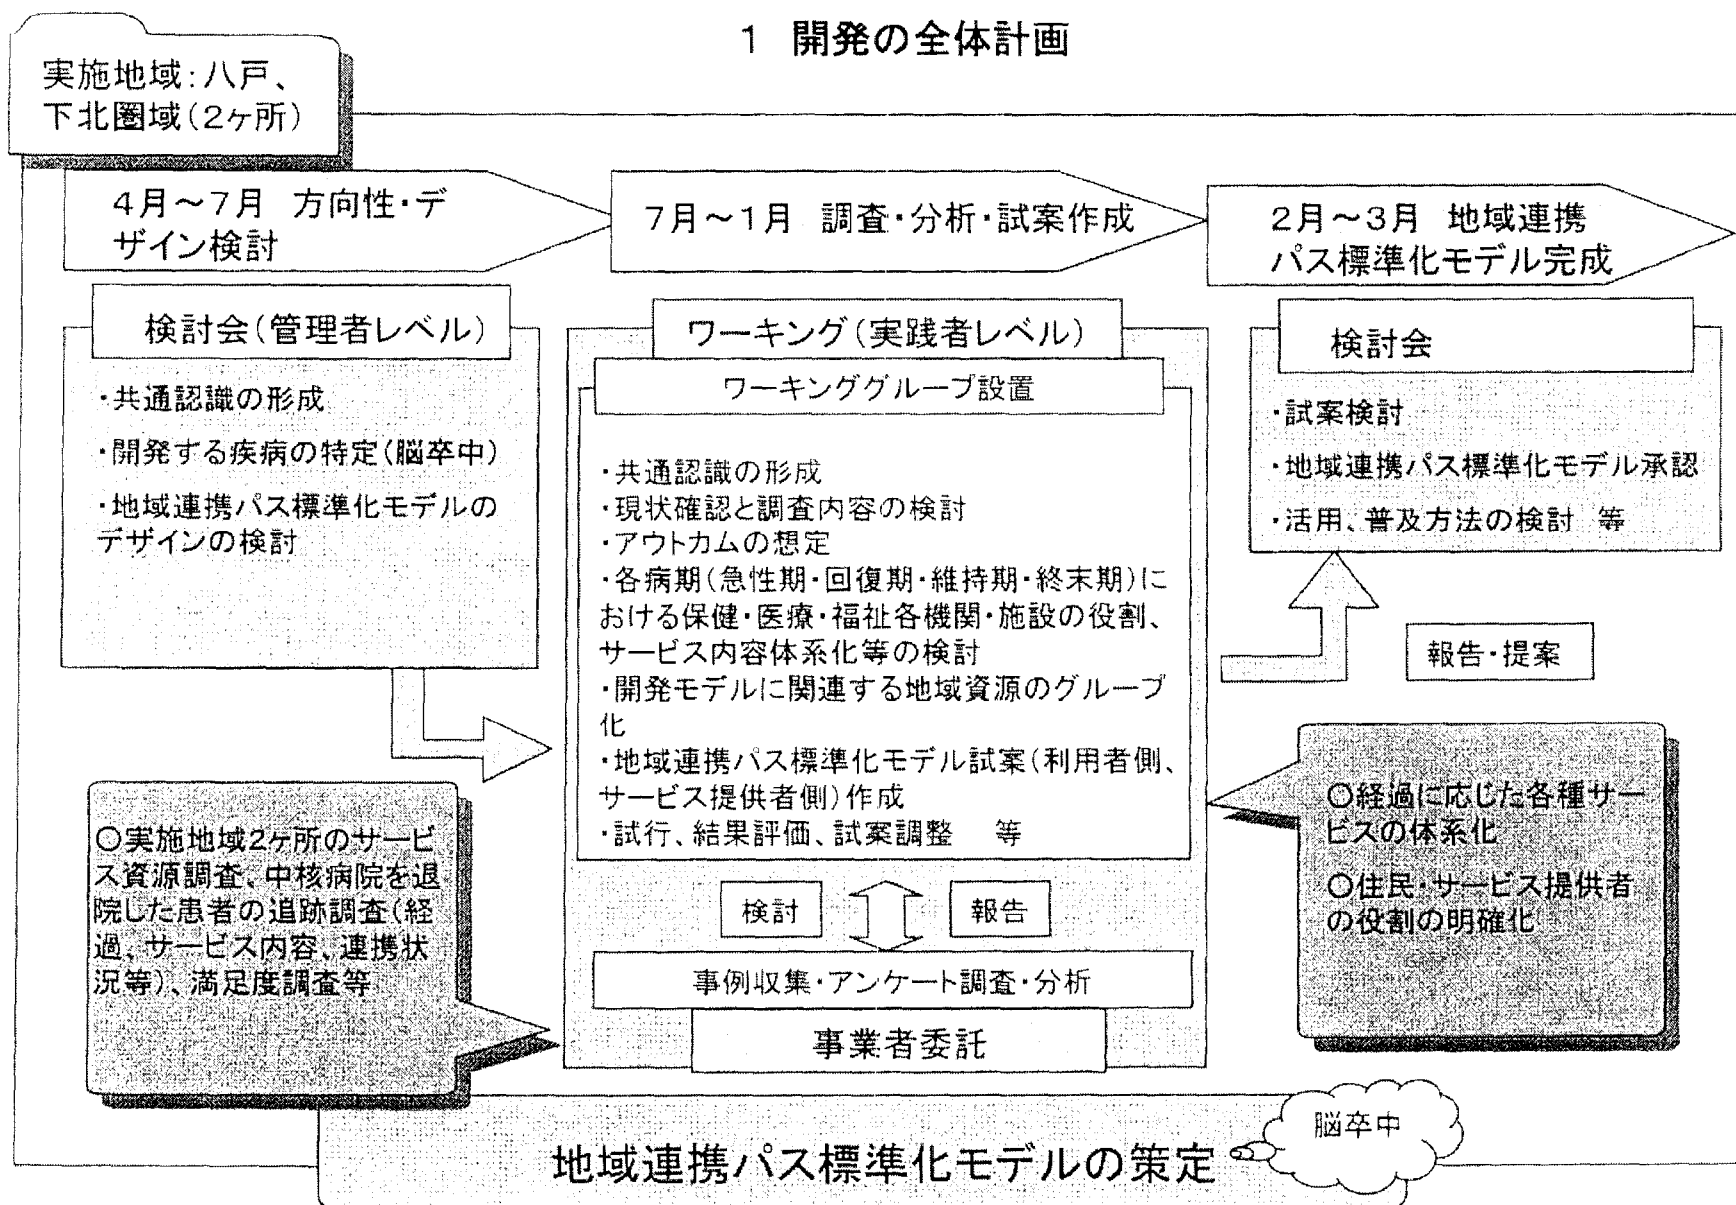 1 開発の全体計画
実施地域:八戸、
下北圏域(2ヶ所)
4月～7月 方向性・デ
ザイン検討
7月～1月 調査・分析・試案作成
2月～3月 地域連携
パス標準化モデル完成
検討会(管理者レベル)
・共通認識の形成
・開発する疾病の特定(脳卒中)
・地域連携パス標準化モデルの
デザインの検討
ワーキング(実践者レベル)
ワーキンググループ設置
・共通認識の形成
・現状確認と調査内容の検討
・アウトカムの想定
・各病期(急性期・回復期・維持期・終末期)に
おける保健・医療・福祉各機関・施設の役割、
サービス内容体系化等の検討
・開発モデルに関連する地域資源のグループ
化
・地域連携パス標準化モデル試案(利用者側、
サービス提供者側)作成
・試行、結果評価、試案調整 等
検討
報告
事例収集・アンケート調査・分析
事業者委託
検討会
・試案検討
・地域連携パス標準化モデル承認
・活用、普及方法の検討 等
報告・提案
○実施地域2ヶ所のサービ
ス資源調査、中核病院を退
院した患者の追跡調査(経
過、サービス内容、連携状
況等)、満足度調査等
○経過に応じた各種サー
ビスの体系化
○住民・サービス提供者
の役割の明確化
地域連携パス標準化モデルの策定
脳卒中